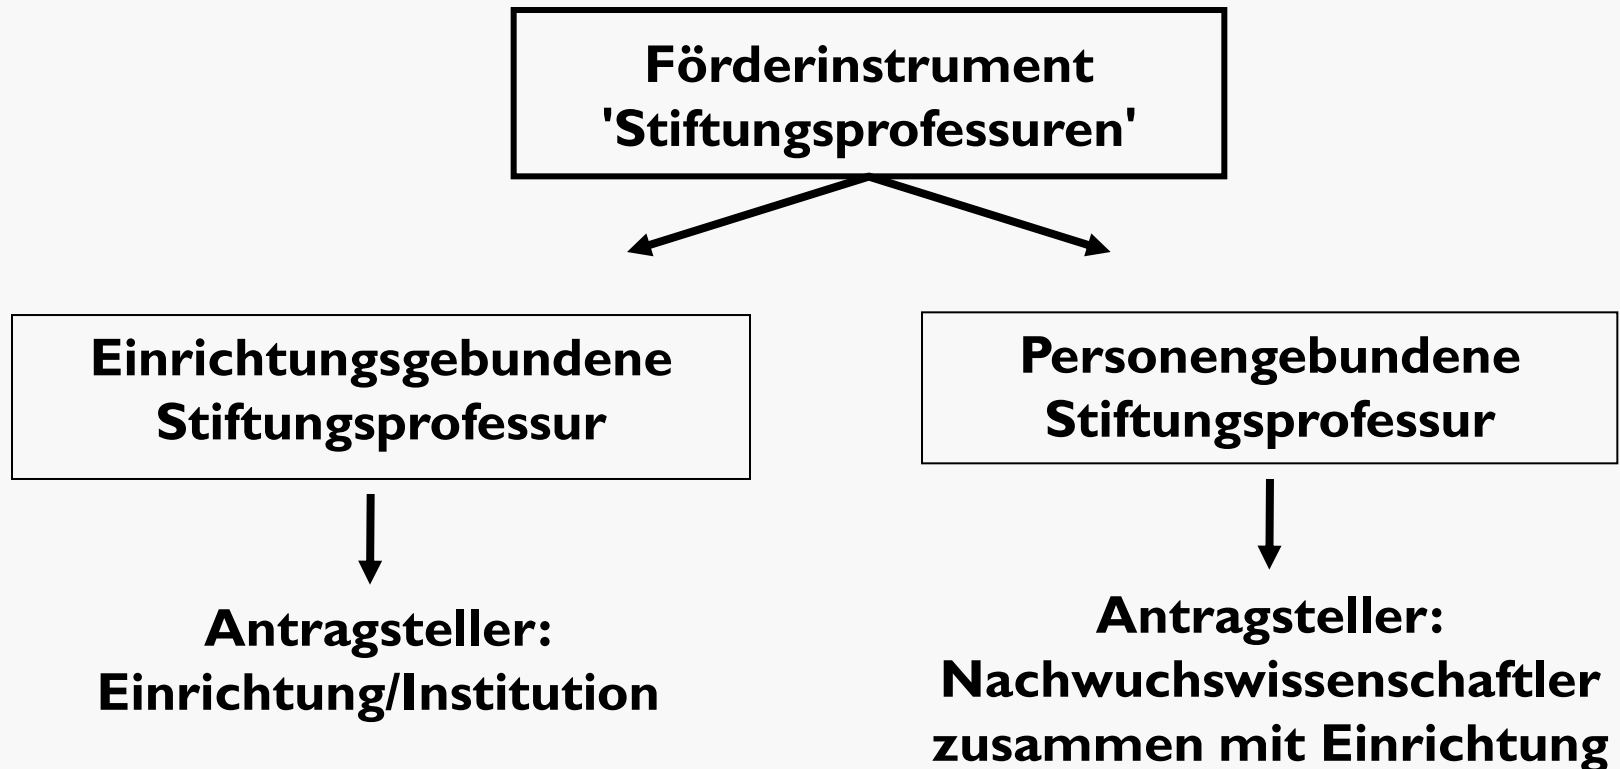 Förderinstrument
'Stiftungsprofessuren'
Einrichtungsgebundene
Stiftungsprofessur
Antragsteller:
Einrichtung/Institution
Personengebundene
Stiftungsprofessur
Antragsteller:
Nachwuchswissenschaftler
zusammen mit Einrichtung